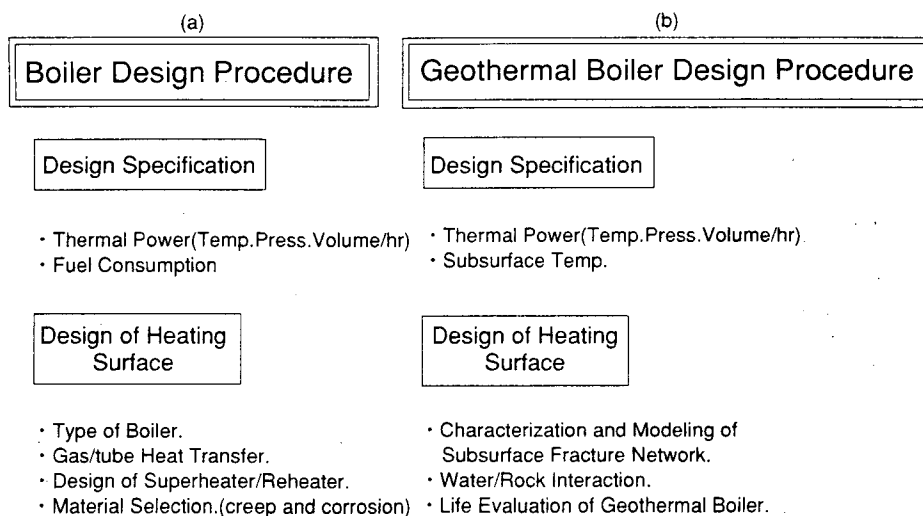 (a)
Boiler Design Procedure
Design Specification
・Thermal Power(Temp.Press.Volume/hr)
・Fuel Consumption
Design of Heating
Surface
・Type of Boiler.
・Gas/tube Heat Transfer.
・Design of Superheater/Reheater.
・Material Selection.(creep and corrosion)
(b)
Geothermal Boiler Design Procedure
Design Specification
・Thermal Power(Temp.Press.Volume/hr)
・Subsurface Temp.
Design of Heating
Surface
・Characterization and Modeling of
Subsurface Fracture Network.
・Water/Rock Interaction.
・Life Evaluation of Geothermal Boiler.